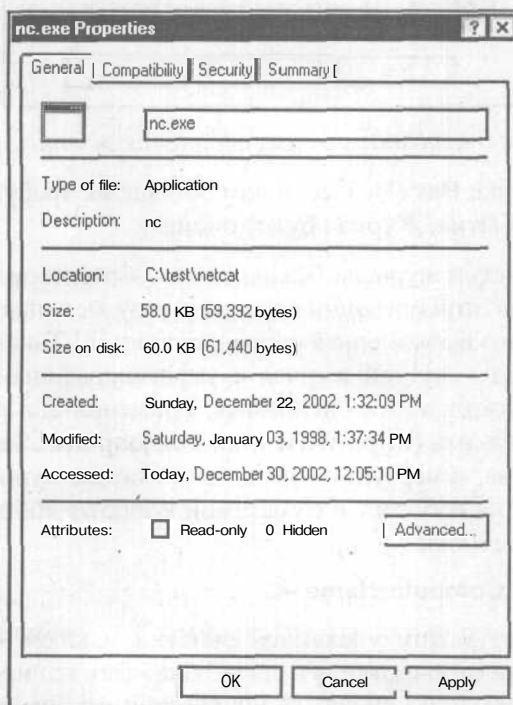 nc.exe Properties
? X
General | Compatibility Security Summary [
nc.exe
Type of file: Application
Description: nc
Location: C:\test\netcat
Size: 58.0 KB (59,392 bytes)
Size on disk: 60.0 KB (61,440 bytes)
Created: Sunday, December 22, 2002, 1:32:09 PM
Modified: Saturday, January 03, 1998, 1:37:34 PM
Accessed: Today, December 30, 2002, 12:05:10 PM
Attributes: Read-only 0 Hidden | Advanced...
OK Cancel Apply